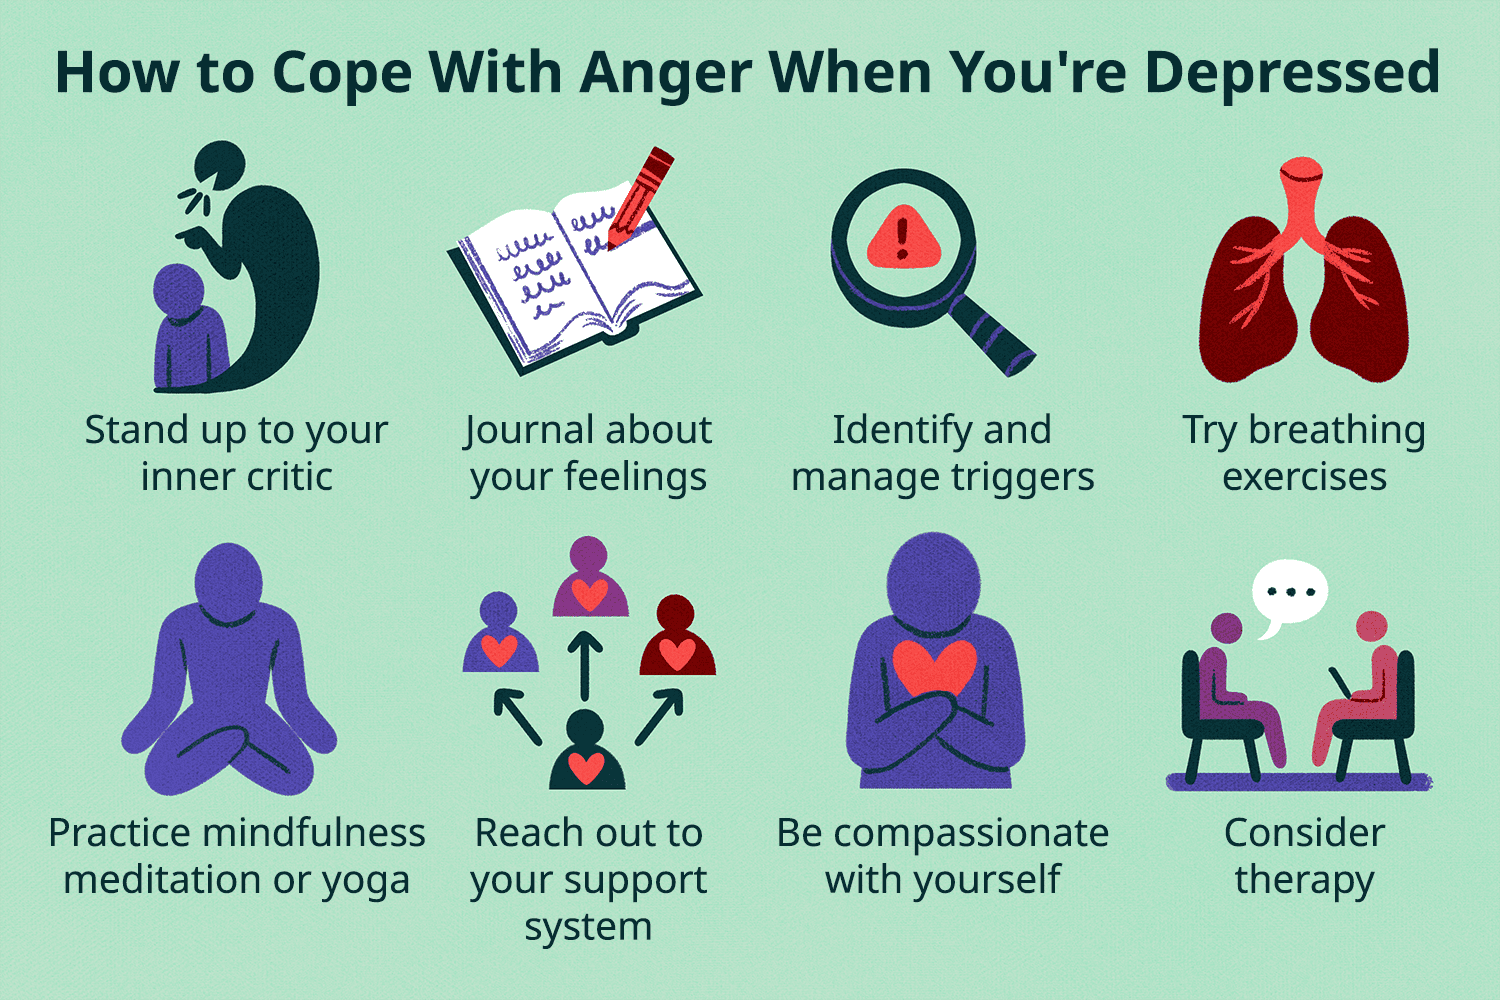 How to Cope With Anger When You're Depressed
Stand up to your
inner critic
Journal about
your feelings
Identify and
manage triggers
Try breathing
exercises
Practice mindfulness
meditation or yoga
Reach out to
your support
system
Be compassionate
with yourself
Consider
therapy